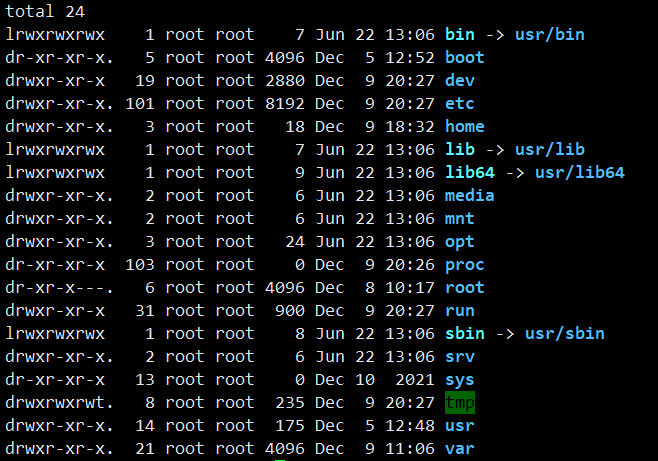 total 24
lrwxrwxrwx    1 root root    7 Jun 22 13:06 bin -> usr/bin
dr-xr-xr-x.   5 root root 4096 Dec  5 12:52 boot
drwxr-xr-x   19 root root 2880 Dec  9 20:27 dev
drwxr-xr-x. 101 root root 8192 Dec  9 20:27 etc
drwxr-xr-x.   3 root root   18 Dec  9 18:32 home
lrwxrwxrwx    1 root root    7 Jun 22 13:06 lib -> usr/lib
lrwxrwxrwx    1 root root    9 Jun 22 13:06 lib64 -> usr/lib64
drwxr-xr-x.   2 root root    6 Jun 22 13:06 media
drwxr-xr-x.   2 root root    6 Jun 22 13:06 mnt
drwxr-xr-x.   3 root root   24 Jun 22 13:06 opt
dr-xr-xr-x  103 root root    0 Dec  9 20:26 proc
dr-xr-x---.   6 root root 4096 Dec  8 10:17 root
drwxr-xr-x   31 root root  900 Dec  9 20:27 run
lrwxrwxrwx    1 root root    8 Jun 22 13:06 sbin -> usr/sbin
drwxr-xr-x.   2 root root    6 Jun 22 13:06 srv
dr-xr-xr-x   13 root root    0 Dec 10  2021 sys
drwxrwxrwt.   8 root root  235 Dec  9 20:27 tmp
drwxr-xr-x.  14 root root  175 Dec  5 12:48 usr
drwxr-xr-x.  21 root root 4096 Dec  9 11:06 var